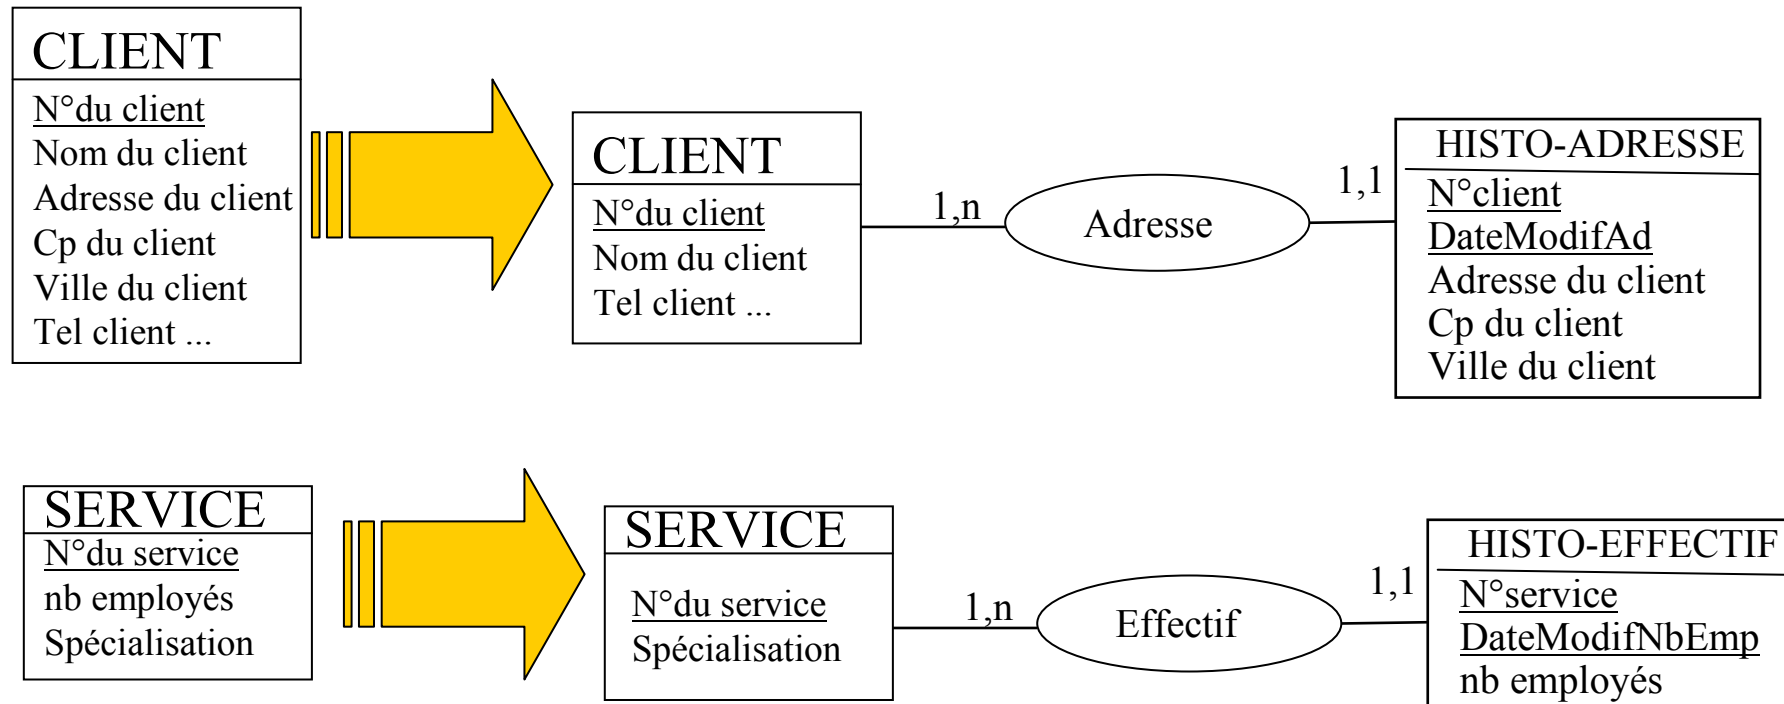 CLIENT
N°du client
Nom du client
Adresse du client
Cp du client
Ville du client
Tel client ...
CLIENT
N°du client
Nom du client
Tel client ...
1,n
Adresse
1,1
HISTO-ADRESSE
N°client
DateModifAd
Adresse du client
Cp du client
Ville du client
SERVICE
N°du service
nb employés
Spécialisation
SERVICE
N°du service
Spécialisation
1,n
Effectif
1,1
HISTO-EFFECTIF
N°service
DateModifNbEmp
nb employés